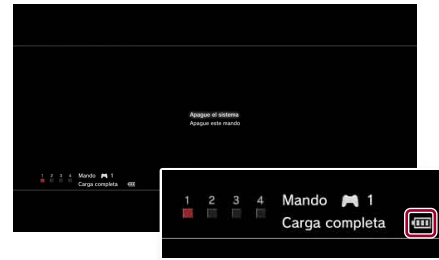 Apague el sistema
Apague este mando
1 2 3 4 Mando 1
Carga completa
1 2 3 4 Mando 1
Carga completa